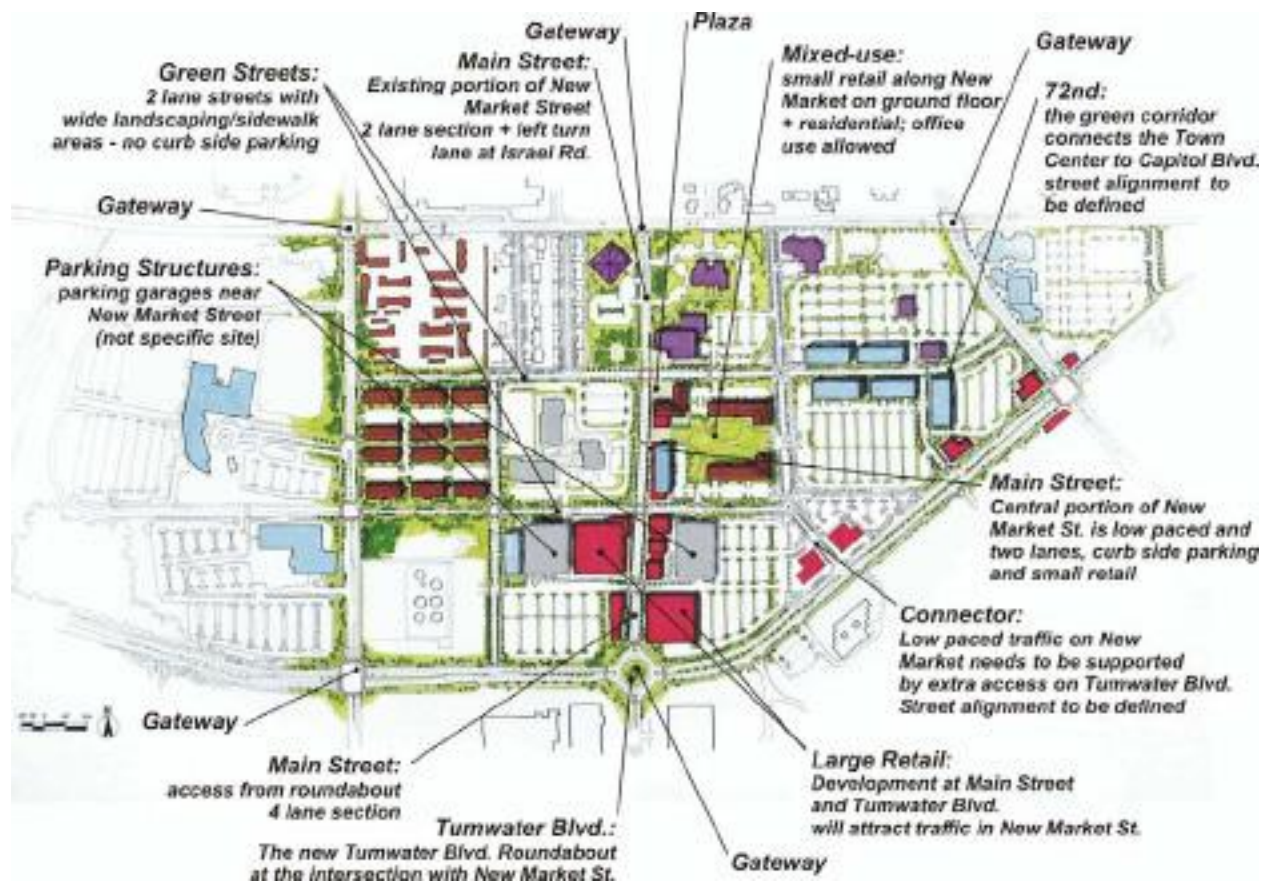 Gateway
Plaza
Gateway
Green Streets:
2 lane streets with
wide landscaping/sidewalk
areas - no curb side parking
Main Street:
Existing portion of New
Market Street
2 lane section + left turn
lane at Israel Rd.
Mixed-use:
small retail along New
Market on ground floor
+ residential; office
use allowed
72nd:
the green corridor
connects the Town
Center to Capitol Blvd.
street alignment to
be defined
Gateway
Parking Structures:
parking garages near
New Market Street
(not specific site)
Main Street:
Central portion of New
Market St. is low paced and
two lanes, curb side parking
and small retail
Connector:
Low paced traffic on New
Market needs to be supported
by extra access on Tumwater Blvd.
Street alignment to be defined
N
Gateway
Main Street:
access from roundabout
4 lane section
Large Retail:
Development at Main Street
and Tumwater Blvd.
will attract traffic in New Market St.
Tumwater Blvd.:
The new Tumwater Blvd. Roundabout
at the intersection with New Market St.
Gateway